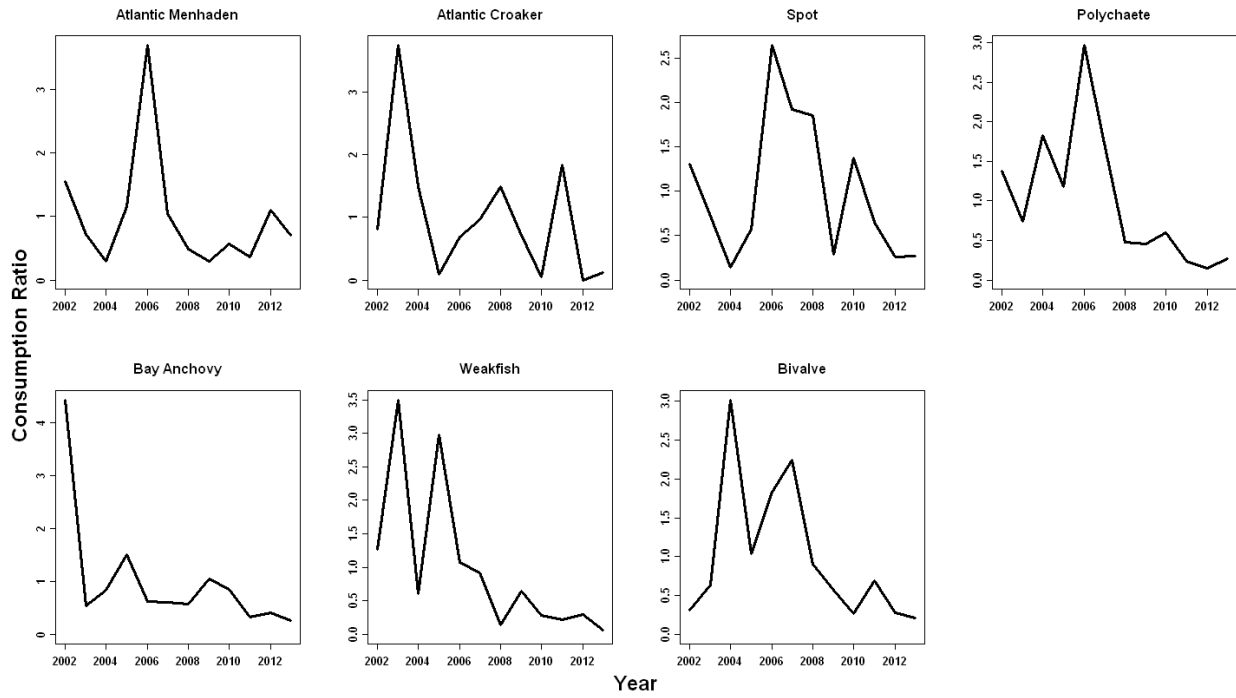 Atlantic Menhaden Atlantic Croaker Spot Polychaete
3 2 1 0
3 2 1 0
2.5 2.0 1.5 1.0 0.5 0.0
3.0 2.5 2.0 1.5 1.0 0.5 0.0
2002 2004 2006 2008 2010 2012 2002 2004 2006 2008 2010 2012 2002 2004 2006 2008 2010 2012 2002 2004 2006 2008 2010 2012
Consumption Ratio
Bay Anchovy Weakfish Bivalve
4 3 2 1 0
3.5 3.0 2.5 2.0 1.5 1.0 0.5 0.0
3.0 2.5 2.0 1.5 1.0 0.5 0.0
2002 2004 2006 2008 2010 2012 2002 2004 2006 2008 2010 2012 2002 2004 2006 2008 2010 2012
Year